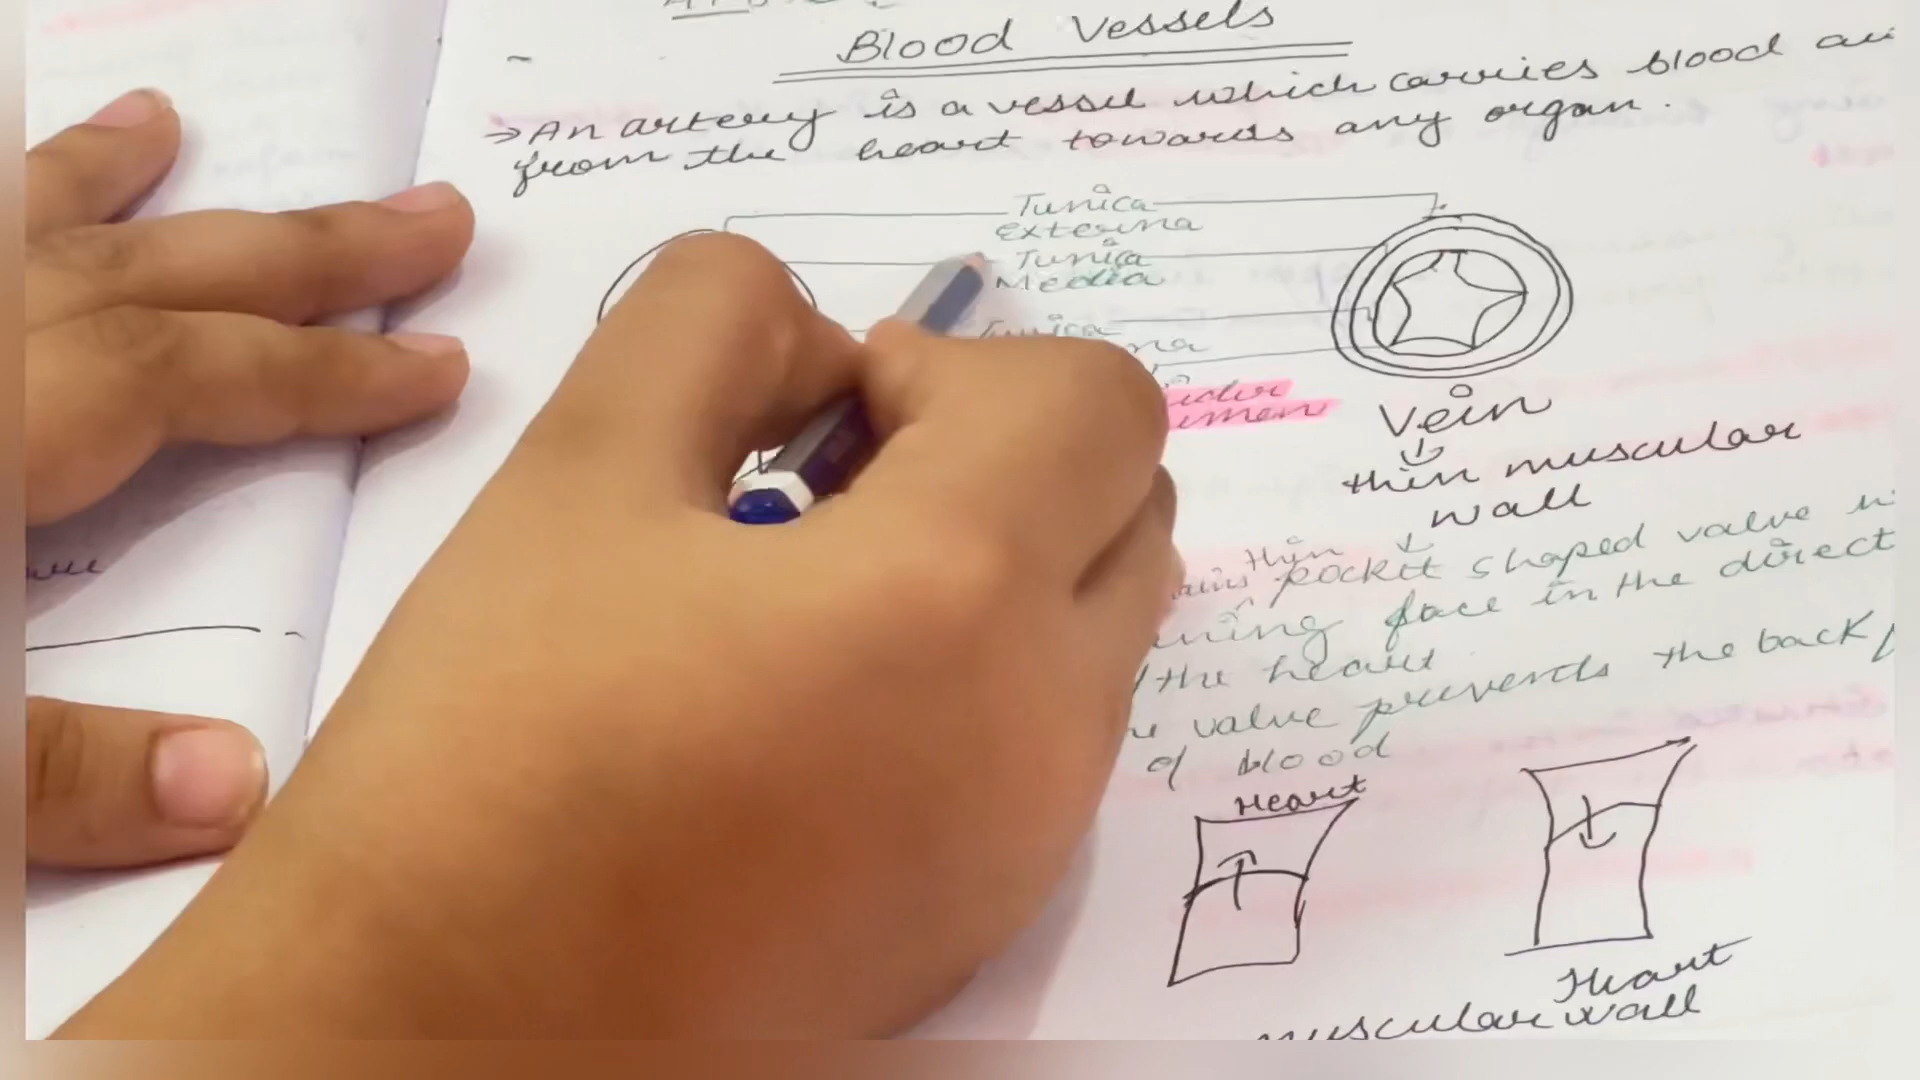 Blood Vessels
→ An artery is a vessel which carries blood
from the heart towards any organ.
Tunica
Externa
Tunica
Media
Tunica
Vein
thin muscular
wall
thin
pocket shaped valve
face in the direct
the heart
valve prevents the back
of blood
Heart
Heart
muscular wall